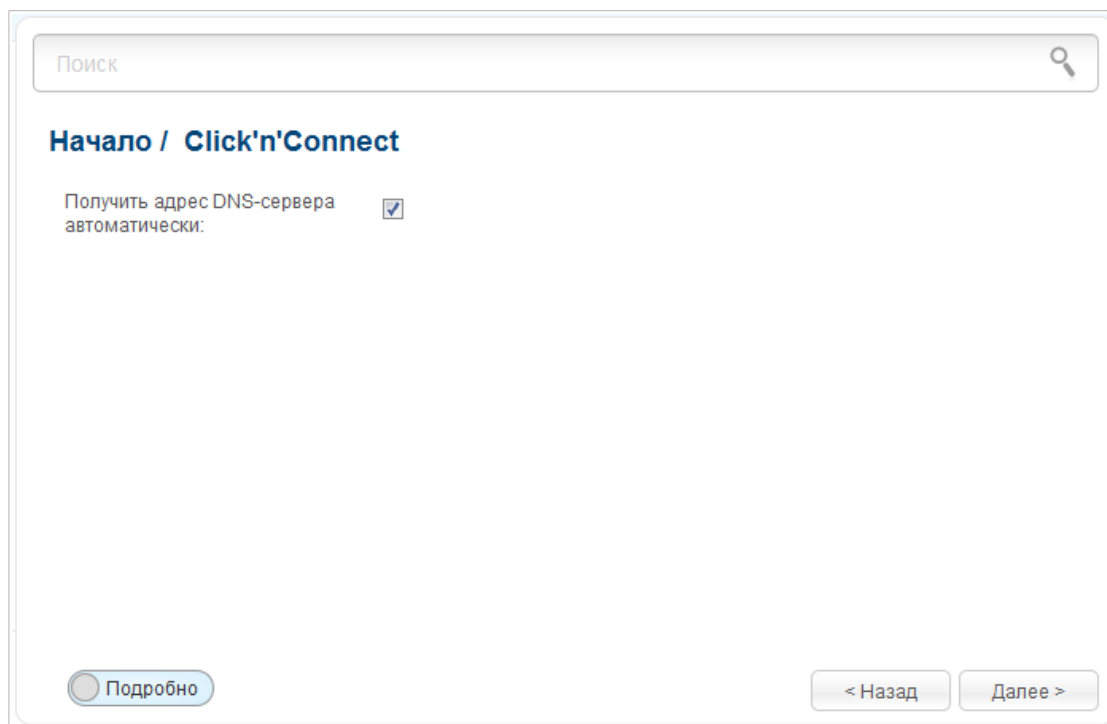 Поиск
Начало / Click'n'Connect
Получить адрес DNS-сервера
автоматически:
Подробно
< Назад
Далее >